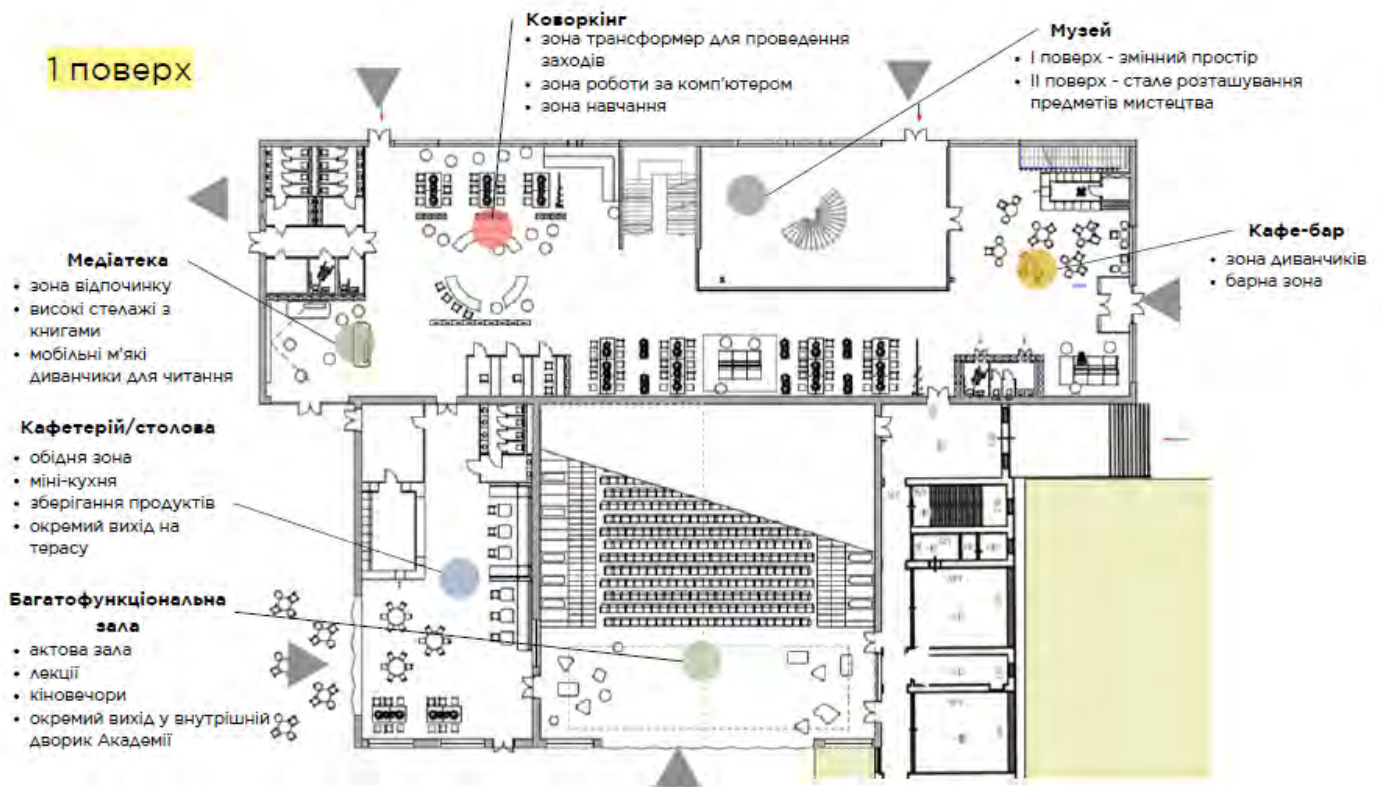 1 поверх
Коворкінг
• зона трансформер для проведення
заходів
• зона роботи за комп'ютером
• зона навчання
Музей
• І поверх - змінний простір
• ІІ поверх - стале розташування
предметів мистецтва
Кафе-бар
• зона диванчиків
• барна зона
Медіатека
• зона відпочинку
• високі стелажі з
книгами
• мобільні м'які
диванчики для читання
Кафетерій/столова
• обідня зона
• міні-кухня
• зберігання продуктів
• окремий вихід на
терасу
Багатофункціональна
зала
• актова зала
• лекції
• кіновечори
• окремий вихід у внутрішній
дворик Академії